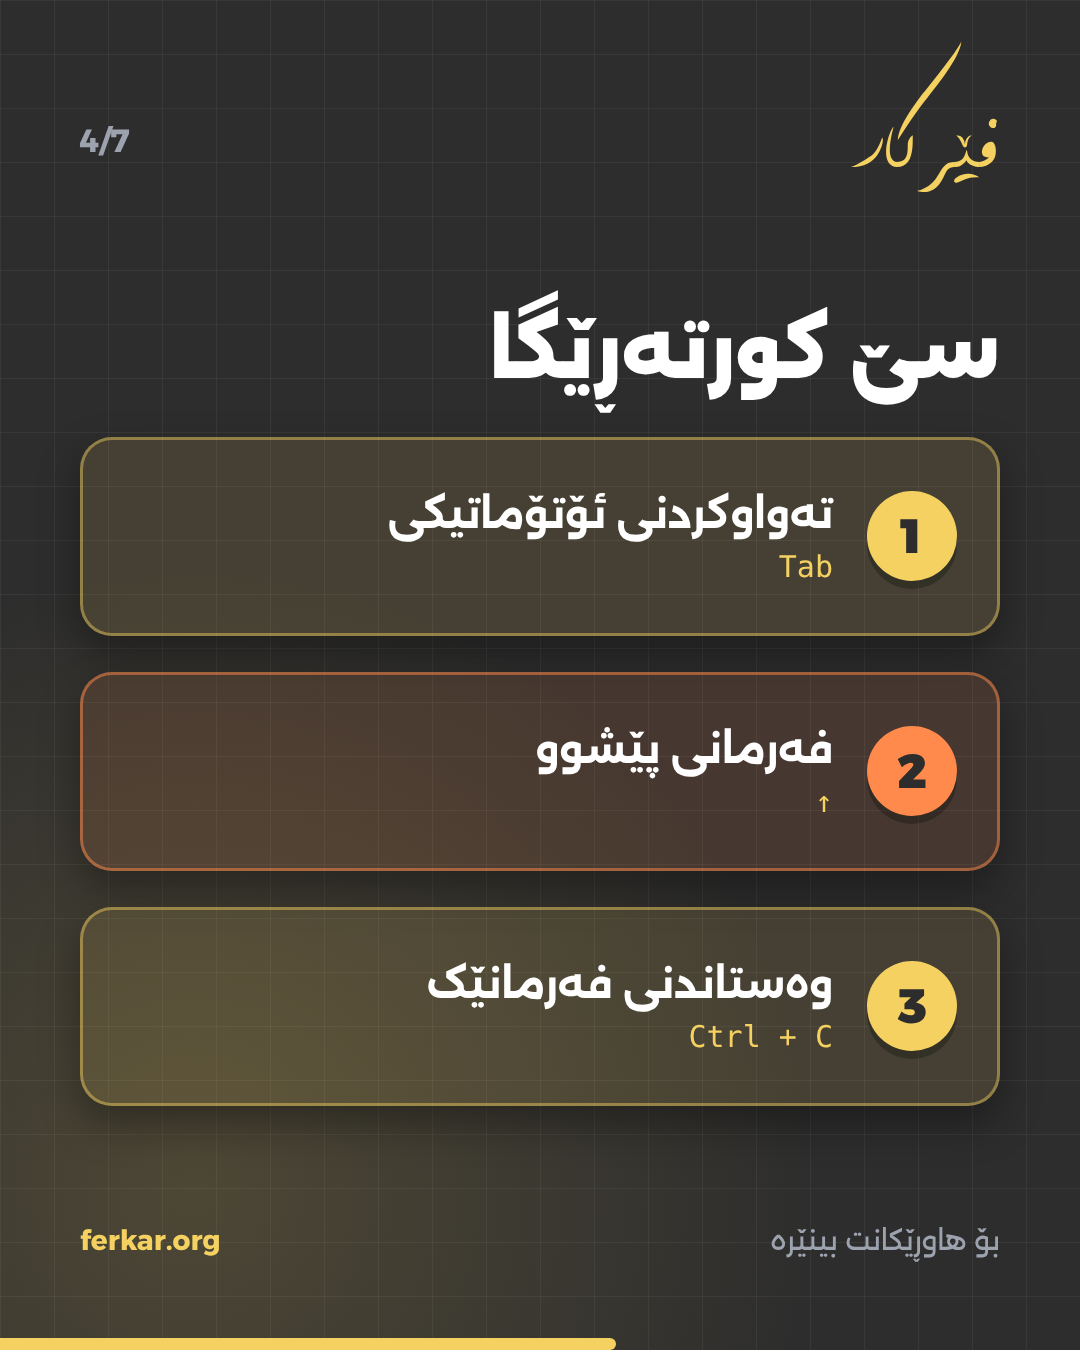 فێرکار
4/7
سێ کورتەڕێگا
1
تەواوکردنی ئۆتۆماتیکی
Tab
2
فەرمانی پێشوو
↑
3
وەستاندنی فەرمانێک
Ctrl + C
بۆ هاوڕێکانت بینێرە
ferkar.org